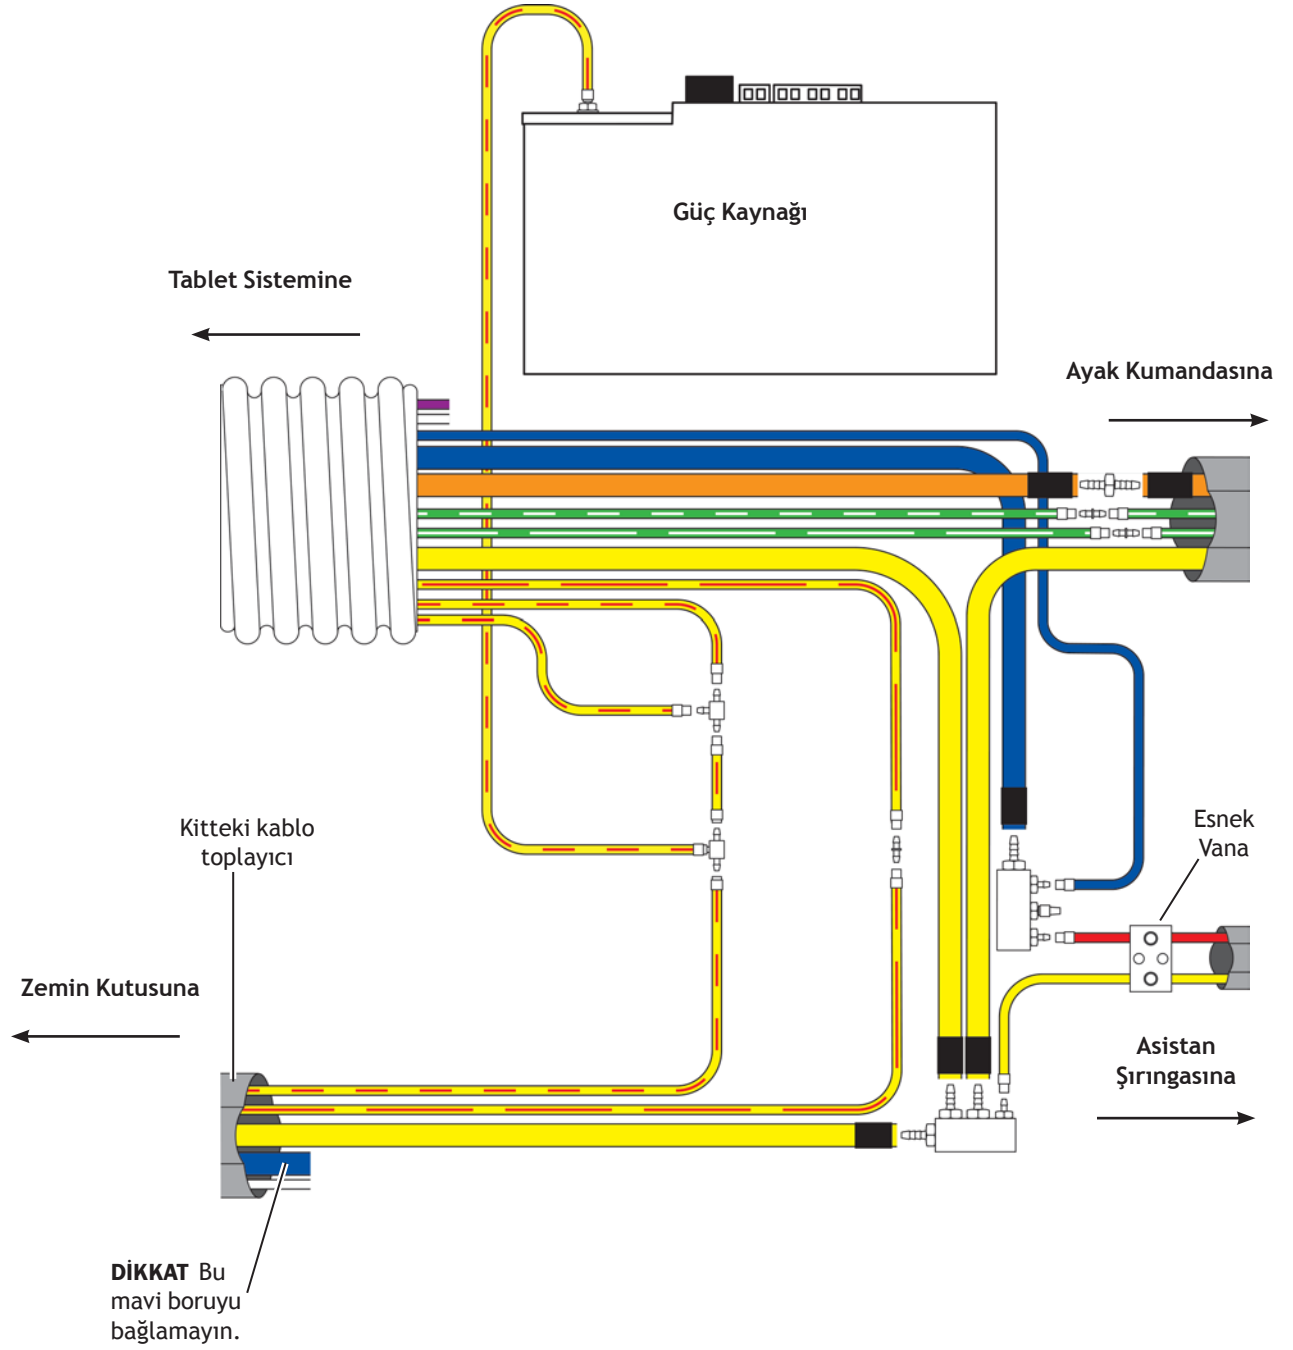 Güç Kaynağı
Tablet Sistemine
Ayak Kumandasına
Kitteki kablo
toplayıcı
Esnek
Vana
Zemin Kutusuna
Asistan
Şırıngasına
DİKKAT Bu
mavi boruyu
bağlamayın.